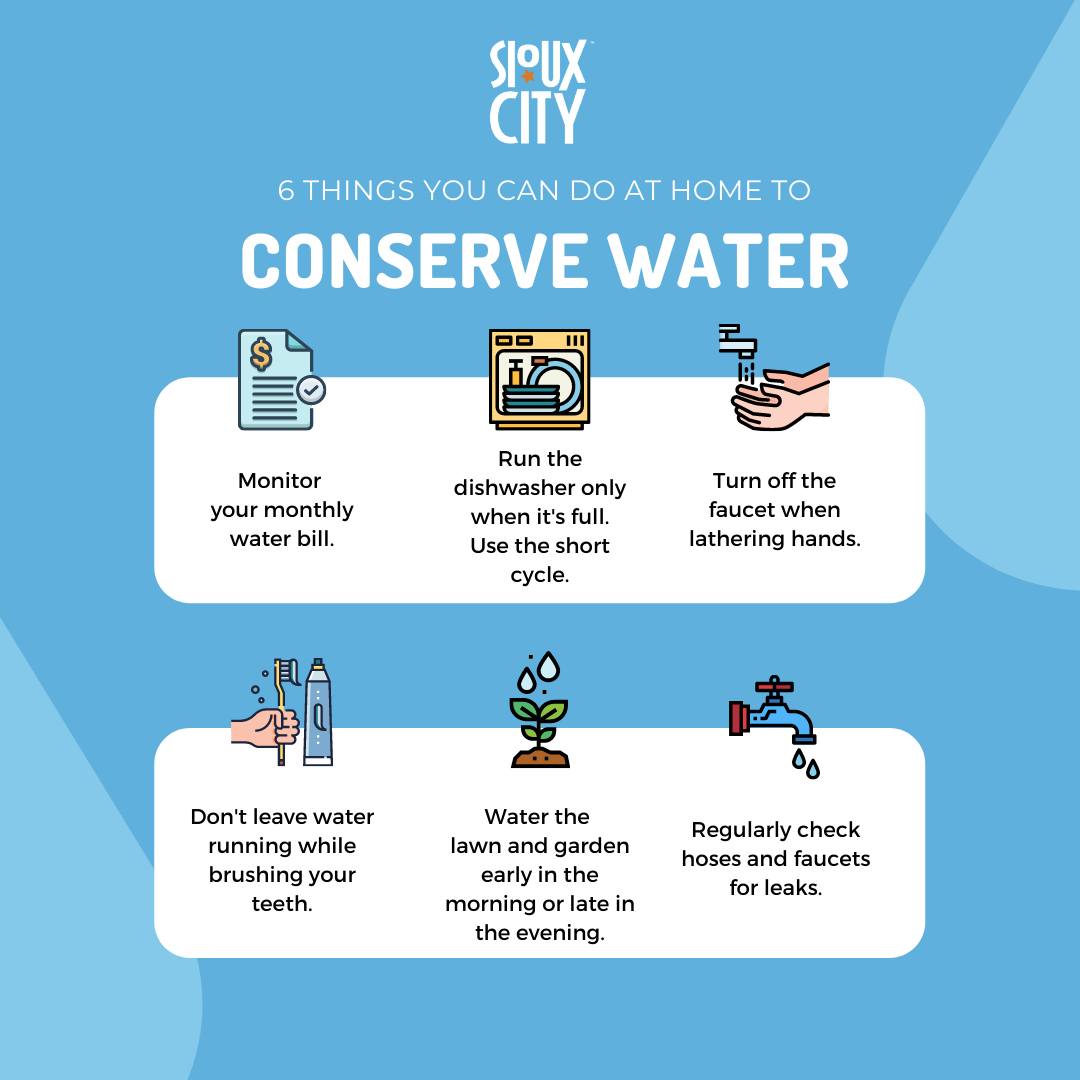 SIOUX
CITY
6 THINGS YOU CAN DO AT HOME TO
CONSERVE WATER
$
Monitor
your monthly
water bill.
Run the
dishwasher only
when it's full.
Use the short
cycle.
Turn off the
faucet when
lathering hands.
Don't leave water
running while
brushing your
teeth.
Water the
lawn and garden
early in the
morning or late in
the evening.
Regularly check
hoses and faucets
for leaks.